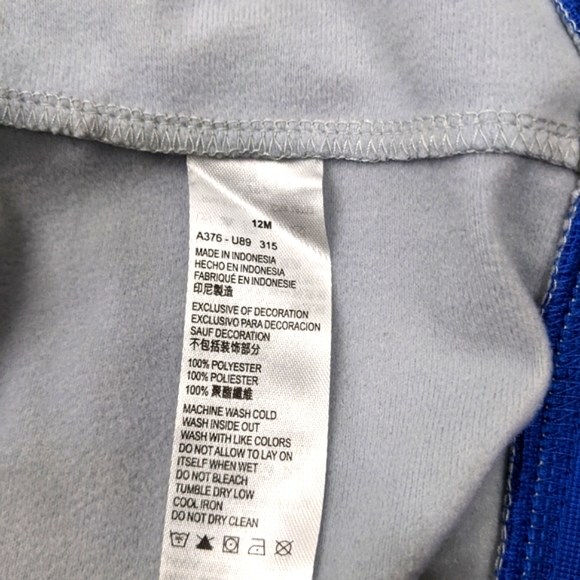 12M
A376 - U89 315
MADE IN INDONESIA
HECHO EN INDONESIA
FABRIQUÉ EN INDONESIE
印尼製造
EXCLUSIVE OF DECORATION
EXCLUSIVO PARA DECORACION
SAUF DECORATION
不包括装饰部分
100% POLYESTER
100% POLIESTER
100% 聚酯纖维
MACHINE WASH COLD
WASH INSIDE OUT
WASH WITH LIKE COLORS
DO NOT ALLOW TO LAY ON
ITSELF WHEN WET
DO NOT BLEACH
TUMBLE DRY LOW
COOL IRON
DO NOT DRY CLEAN